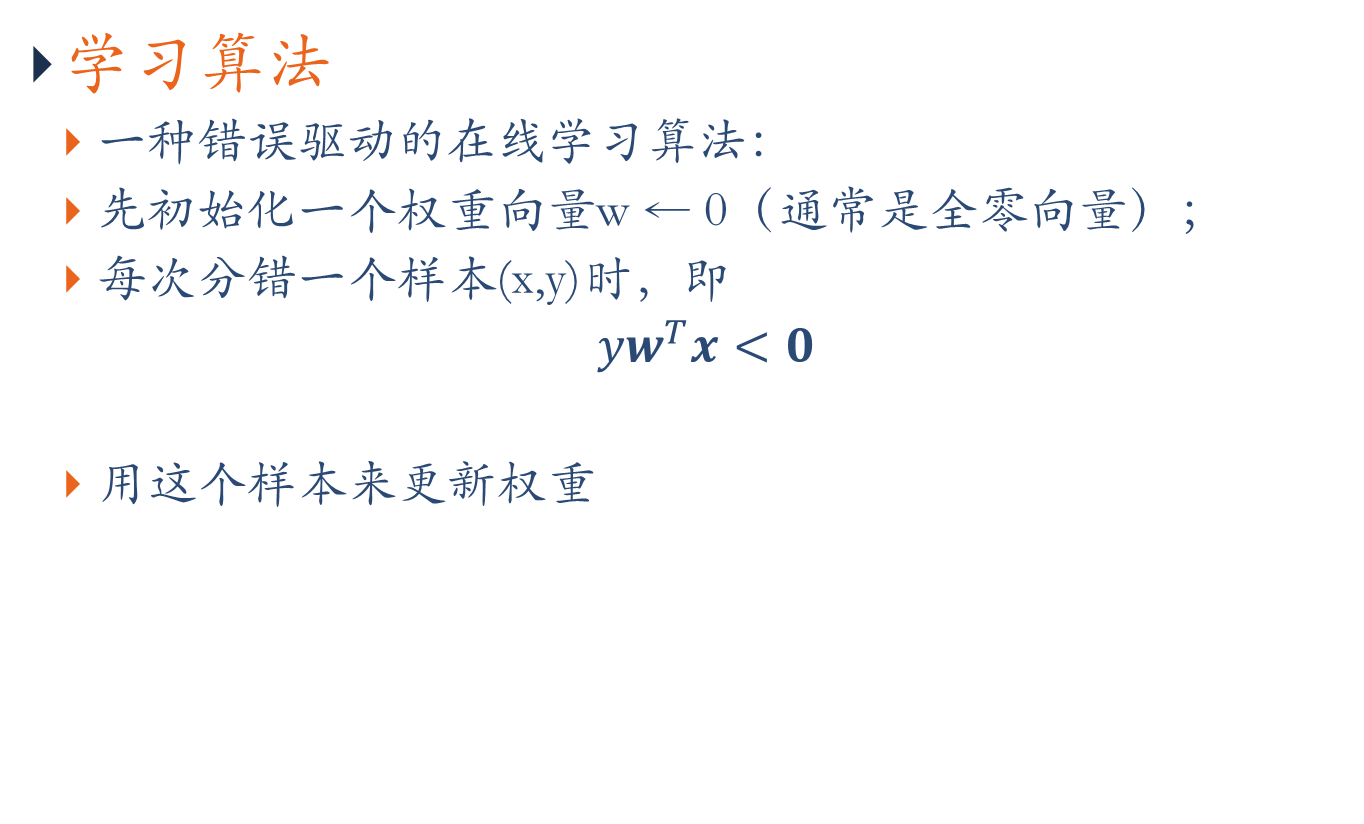 学习算法
一种错误驱动的在线学习算法：
先初始化一个权重向量w ← 0（通常是全零向量）；
每次分错一个样本(x,y)时，即
yw^T x < 0
用这个样本来更新权重